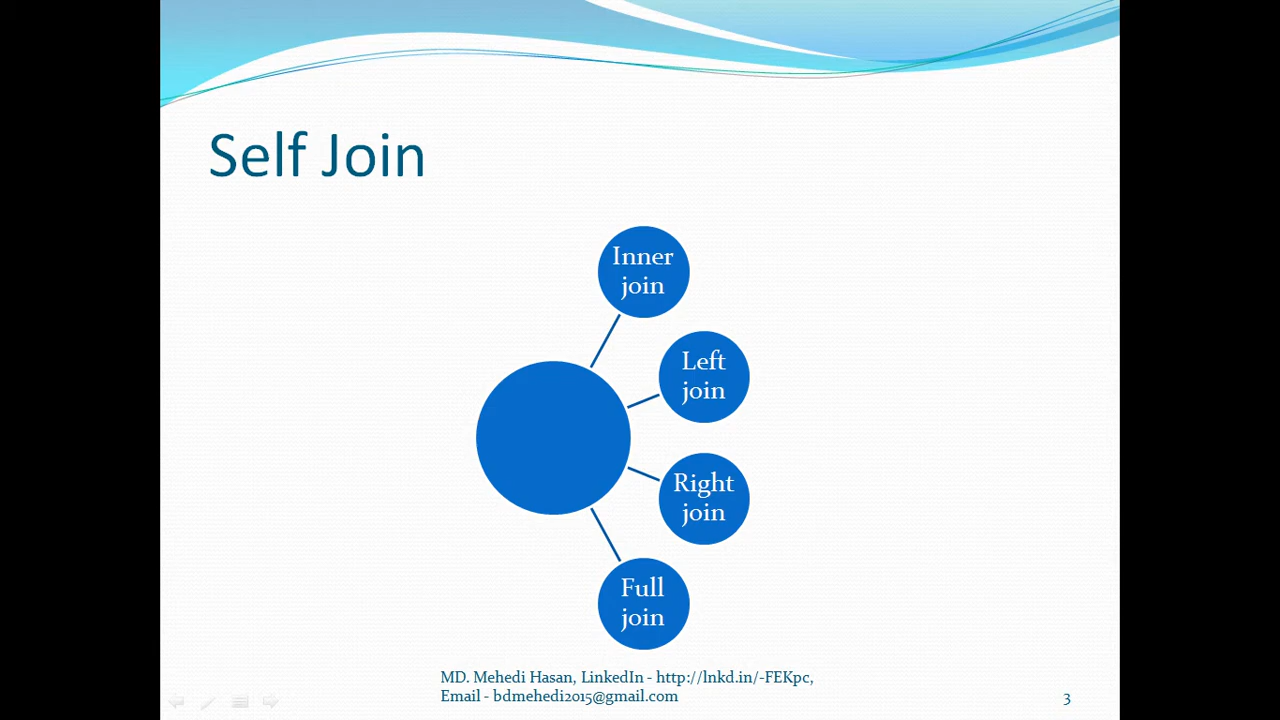 Self Join
Inner
join
Left
join
Right
join
Full
join
MD. Mehedi Hasan, LinkedIn - http://lnkd.in/-FEKpc,
Email - bdmehedi2015@gmail.com
3